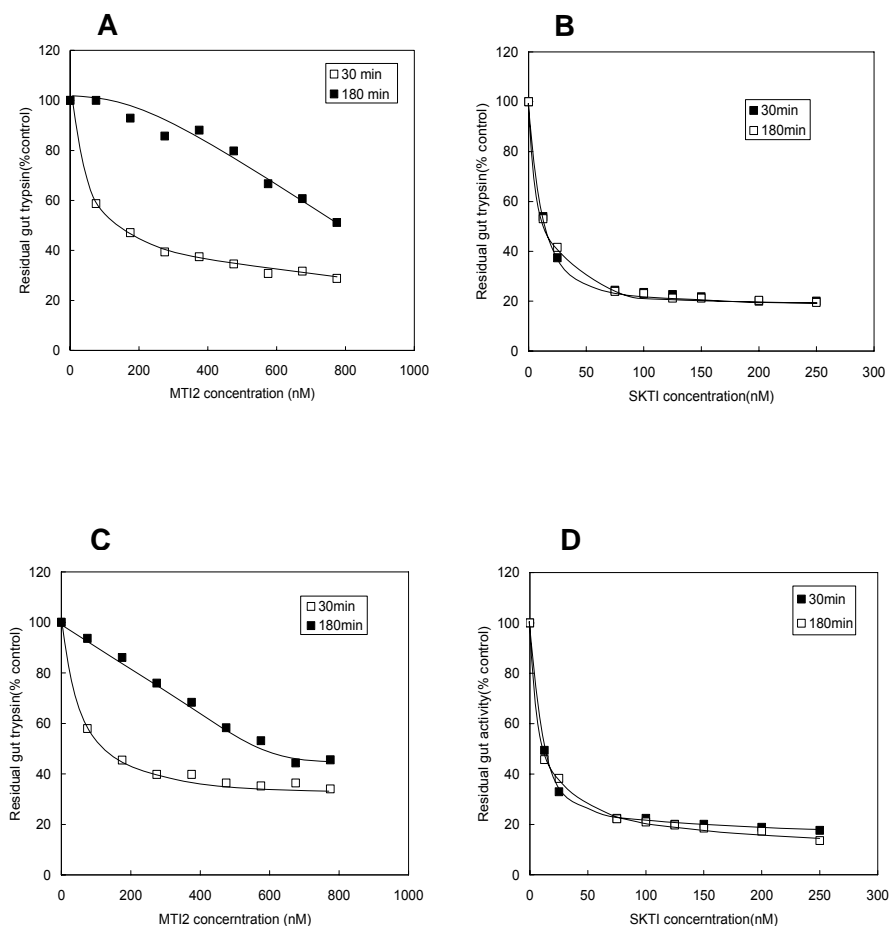 A
120
100
80
60
40
20
0
0 200 400 600 800 1000
Residual gut trypsin(%control)
MTI2 concentration (nM)
30 min
180 min
B
120
100
80
60
40
20
0
0 50 100 150 200 250 300
Residual gut trypsin(% control)
SKTI concentration(nM)
30min
180min
C
120
100
80
60
40
20
0
0 200 400 600 800 1000
Residual gut trypsin(% control)
MTI2 concerntration (nM)
30min
180min
D
120
100
80
60
40
20
0
0 50 100 150 200 250 300
Residual gut activity(% control)
SKTI concentration(nM)
30min
180min